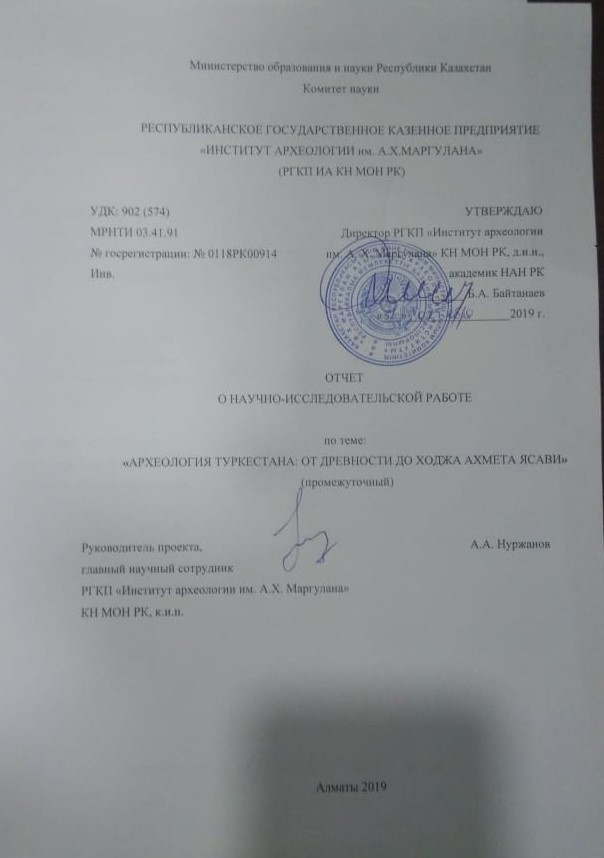 Министерство образования и науки Республики Казахстан
Комитет науки
РЕСПУБЛИКАНСКОЕ ГОСУДАРСТВЕННОЕ КАЗЕННОЕ ПРЕДПРИЯТИЕ
«ИНСТИТУТ АРХЕОЛОГИИ им. А.Х.МАРГУЛАНА»
(РГКП ИА КН МОН РК)
УДК: 902 (574)
МРНТИ 03.41.91
№ госрегистрации: № 0118РК00914
Инв.
УТВЕРЖДАЮ
Директор РГКП «Институт археологии
им. А. Х. Маргулана» КН МОН РК, д.и.н.,
академик НАН РК
Б.А. Байтанаев
2019 г.
ОТЧЕТ
О НАУЧНО-ИССЛЕДОВАТЕЛЬСКОЙ РАБОТЕ
по теме:
«АРХЕОЛОГИЯ ТУРКЕСТАНА: ОТ ДРЕВНОСТИ ДО ХОДЖА АХМЕТА ЯСАВИ»
(промежуточный)
Руководитель проекта,
главный научный сотрудник
РГКП «Институт археологии им. А.Х. Маргулана»
КН МОН РК, к.и.н.
А.А. Нуржанов
Алматы 2019